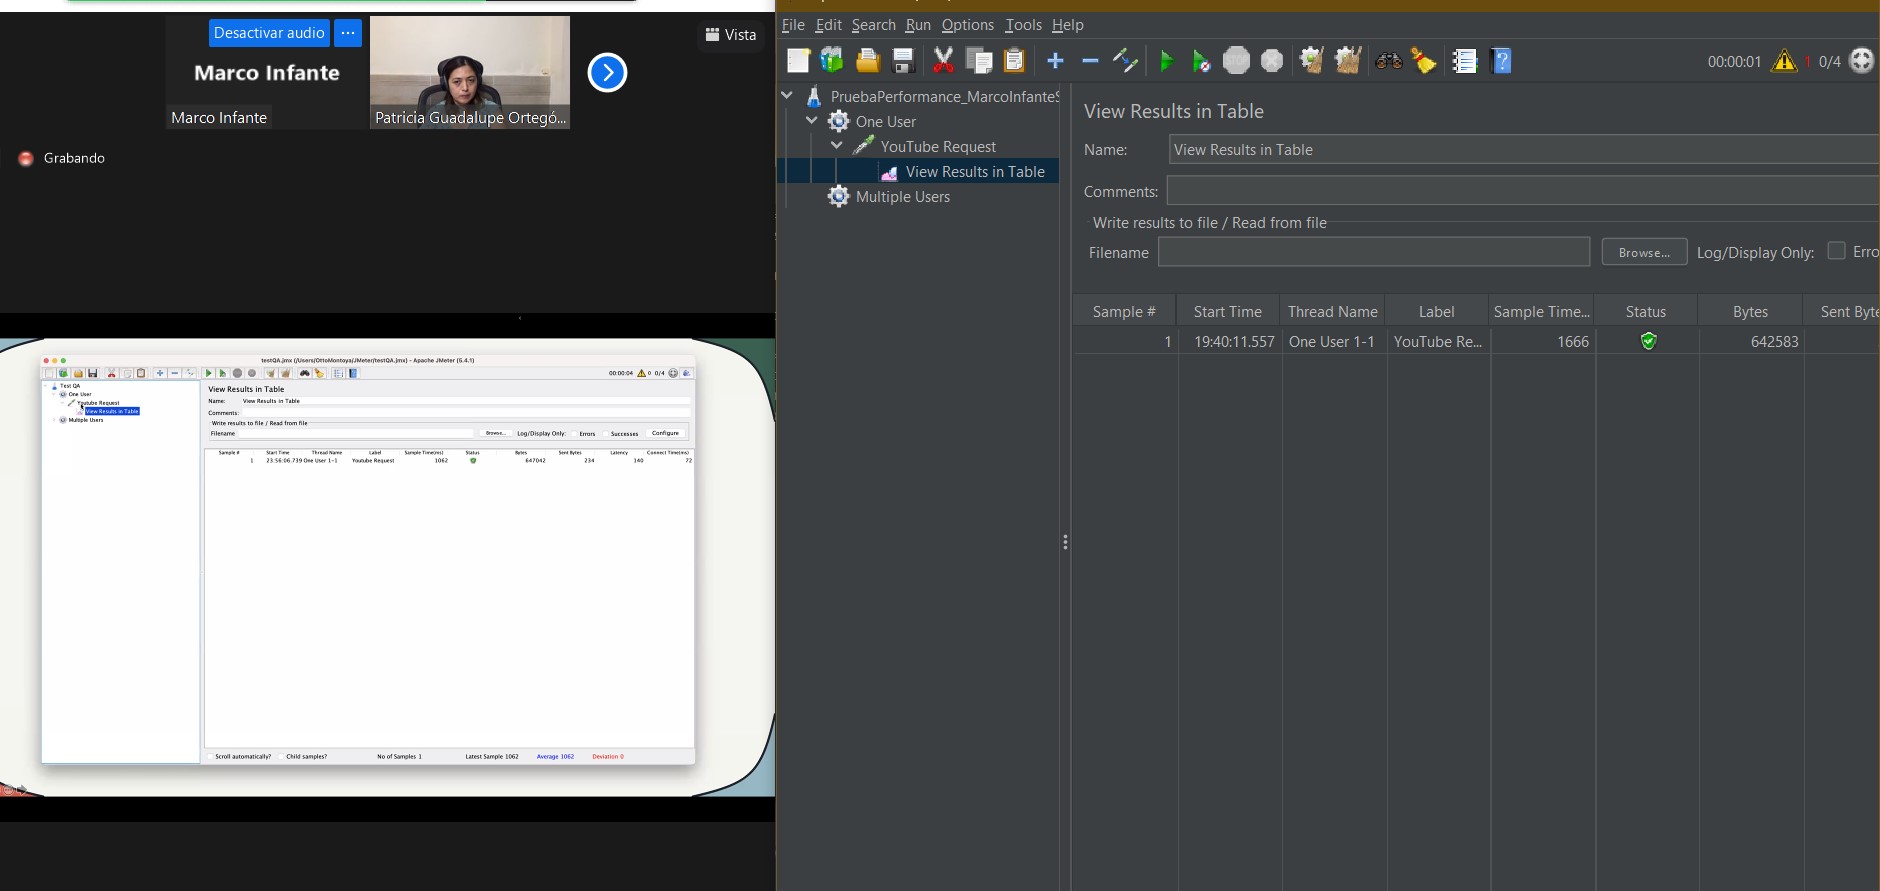 Desactivar audio
...
Marco Infante
Marco Infante
Patricia Guadalupe Ortegó...
Vista
Grabando
testQA.jmx (/Users/OttoMontoya/JMeter/testQA.jmx) - Apache JMeter (5.4.1)
00:00:04 0 0/4
Test QA
One User
Youtube Request
View Results in Table
Multiple Users
View Results in Table
Name: View Results in Table
Comments:
Write results to file / Read from file
Filename Browse... Log/Display Only: Errors Successes Configure
Sample # Start Time Thread Name Label Sample Time(ms) Status Bytes Sent Bytes Latency Connect Time(ms)
1 23:56:06.739 One User 1-1 Youtube Request 1062 647042 234 140 72
Scroll automatically? Child samples? No of Samples 1 Latest Sample 1062 Average 1062 Deviation 0
File Edit Search Run Options Tools Help
STOP
00:00:01 1 0/4
PruebaPerformance_MarcoInfanteS
One User
YouTube Request
View Results in Table
Multiple Users
View Results in Table
Name: View Results in Table
Comments:
Write results to file / Read from file
Filename Browse... Log/Display Only: Erro
Sample # Start Time Thread Name Label Sample Time... Status Bytes Sent Byte
1 19:40:11.557 One User 1-1 YouTube Re... 1666 642583